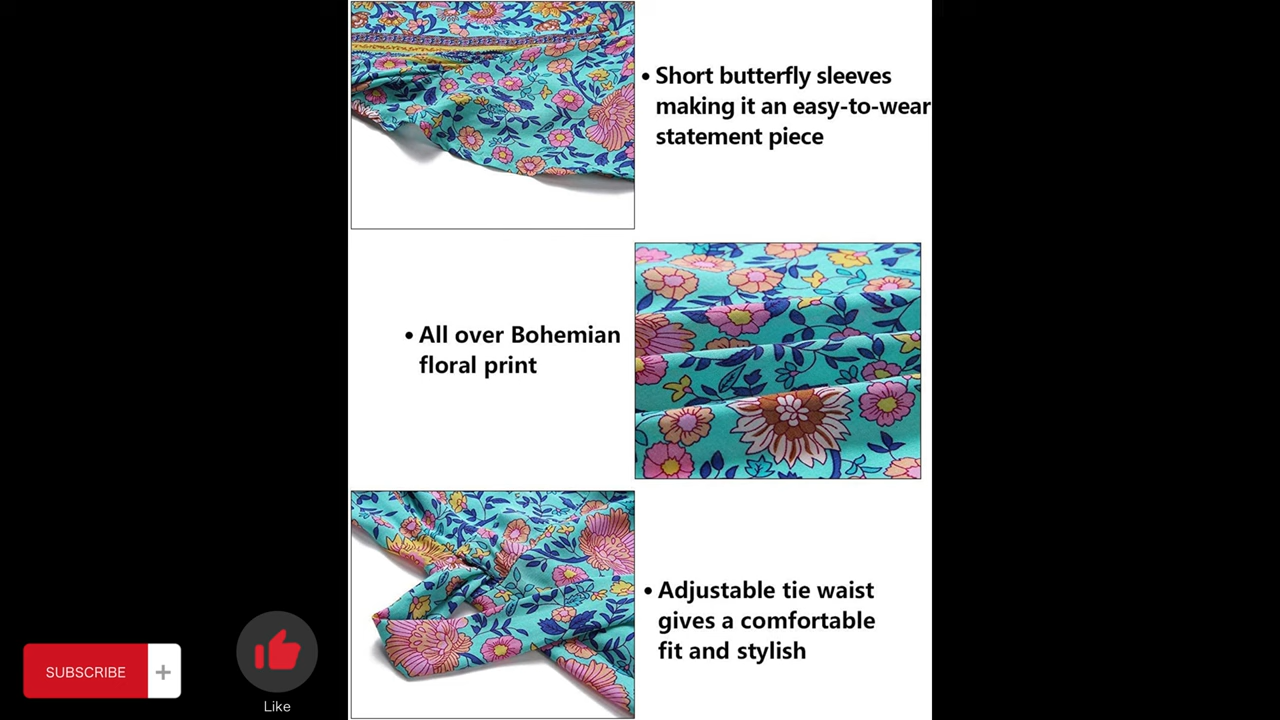 • Short butterfly sleeves
making it an easy-to-wear
statement piece
• All over Bohemian
floral print
• Adjustable tie waist
gives a comfortable
fit and stylish
SUBSCRIBE +
Like